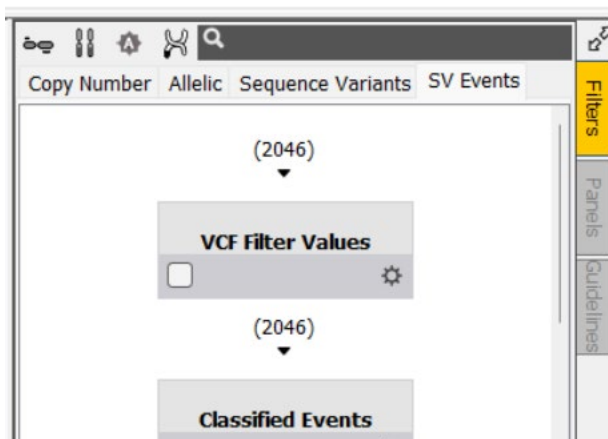 Copy Number Allelic Sequence Variants SV Events
(2046)
VCF Filter Values
(2046)
Classified Events
Filters
Panels
Guidelines